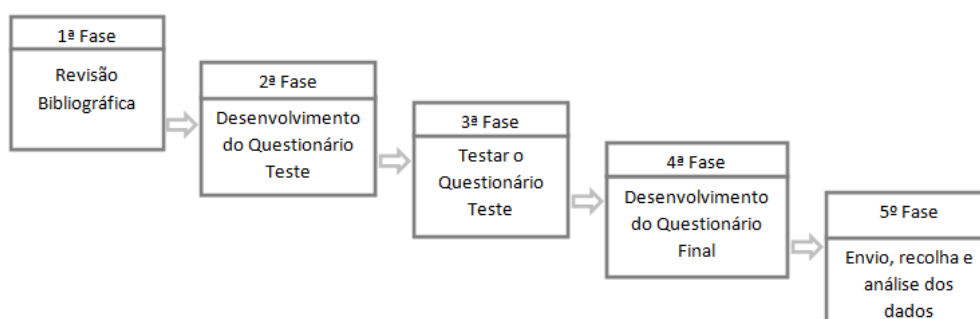 1ª Fase
Revisão
Bibliográfica
2ª Fase
Desenvolvimento
do Questionário
Teste
3ª Fase
Testar o
Questionário
Teste
4ª Fase
Desenvolvimento
do Questionário
Final
5º Fase
Envio, recolha e
análise dos
dados